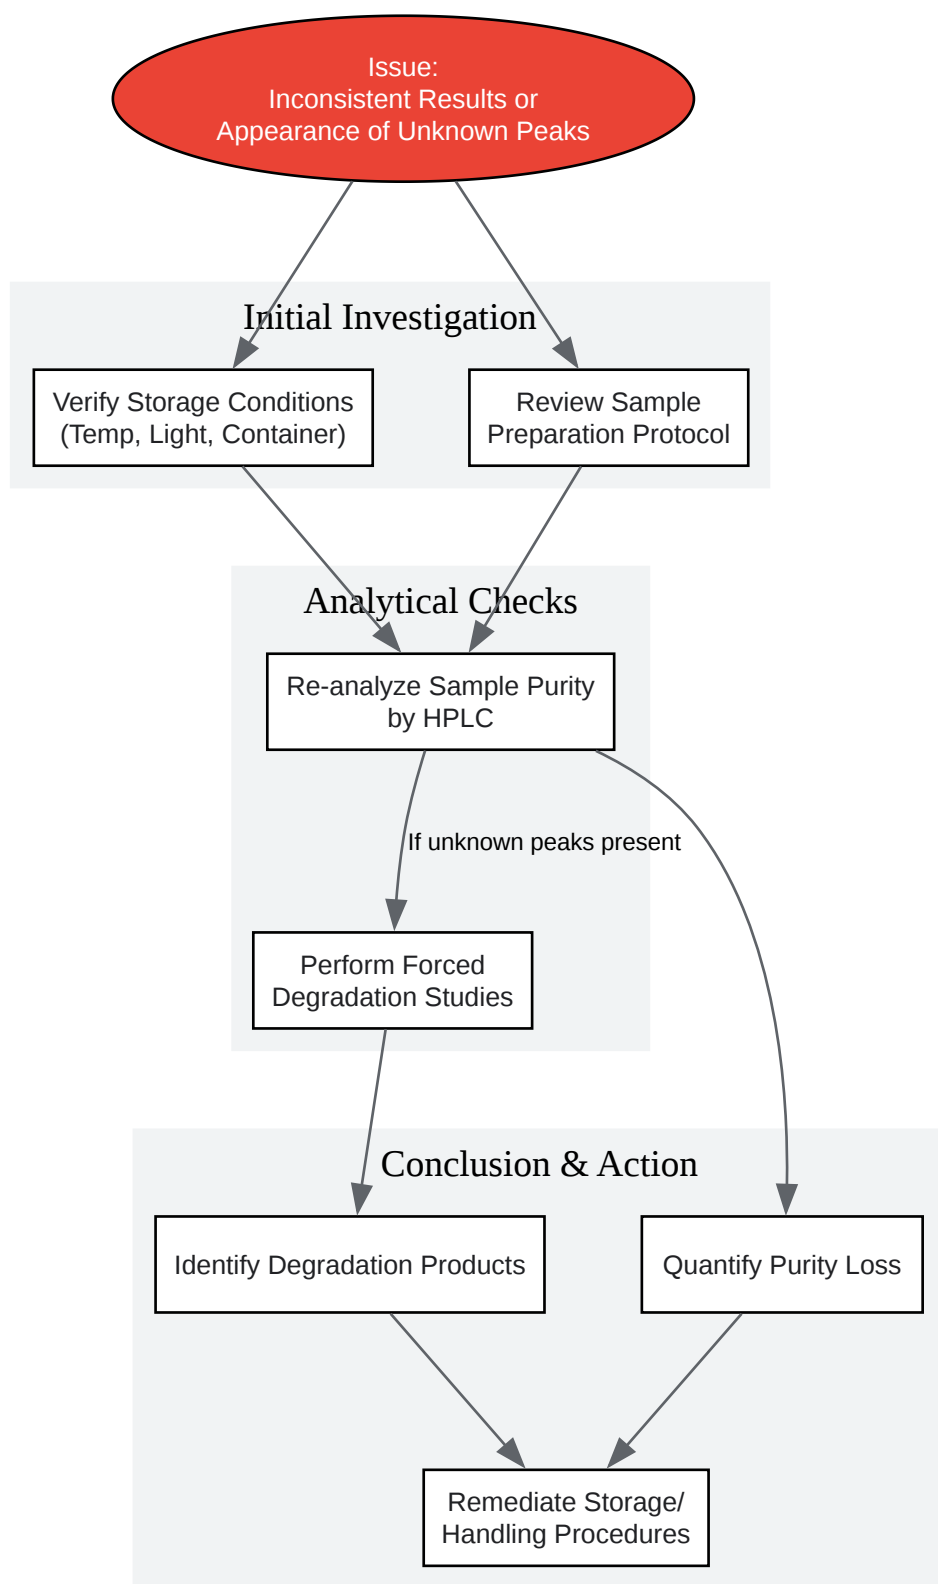 Issue:
Inconsistent Results or
Appearance of Unknown Peaks
Initial Investigation
Verify Storage Conditions
(Temp, Light, Container)
Review Sample
Preparation Protocol
Analytical Checks
Re-analyze Sample Purity
by HPLC
If unknown peaks present
Perform Forced
Degradation Studies
Conclusion & Action
Identify Degradation Products
Quantify Purity Loss
Remediate Storage/
Handling Procedures